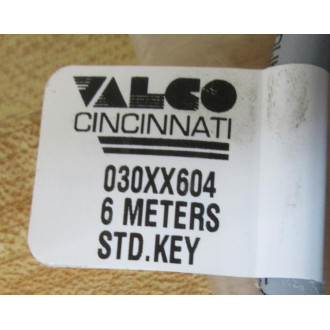 VALCO
CINCINNATI
030XX604
6 METERS
STD.KEY